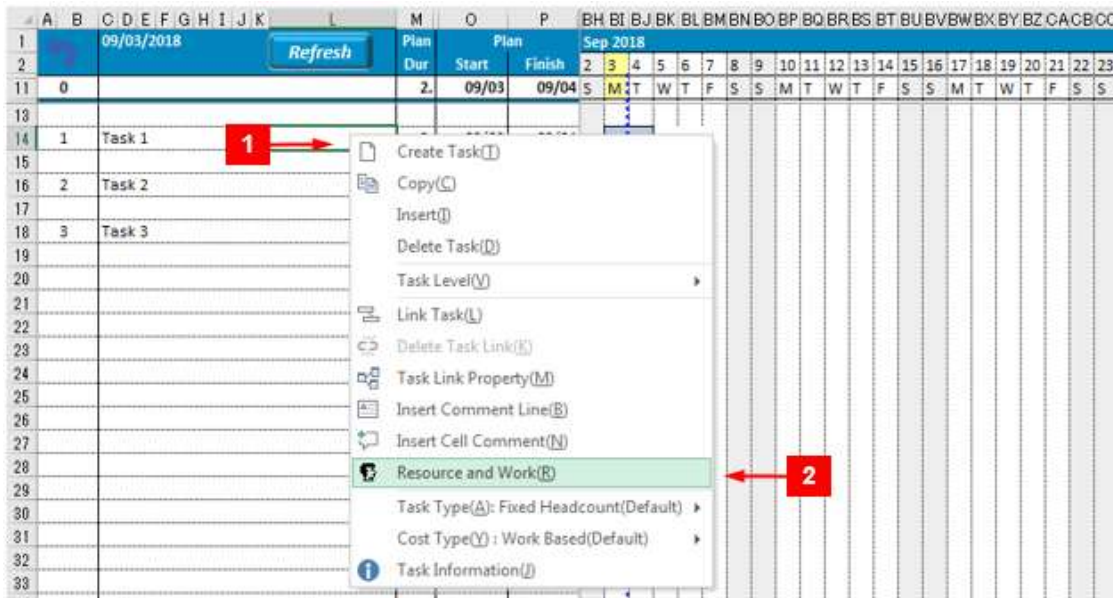 A B C D E F G H I J K L M O P BH BI BJ BK BL BM BN BO BP BQ BR BS BT BU BV BW BX BY BZ CA CB CC
1 09/03/2018 Refresh Plan Plan Sep 2018
2 Dur Start Finish 2 3 4 5 6 7 8 9 10 11 12 13 14 15 16 17 18 19 20 21 22 23
11 0 2. 09/03 09/04 S M T W T F S S M T W T F S S M T W T F S S
13
14 1 Task 1
1
15
16 2 Task 2
17
18 3 Task 3
19
20
21
22
23
24
25
26
27
28
29
30
31
32
33
Create Task(T)
Copy(C)
Insert(I)
Delete Task(D)
Task Level(V)
Link Task(L)
Delete Task Link(K)
Task Link Property(M)
Insert Comment Line(B)
Insert Cell Comment(N)
Resource and Work(R)
2
Task Type(A): Fixed Headcount(Default)
Cost Type(Y) : Work Based(Default)
Task Information(J)